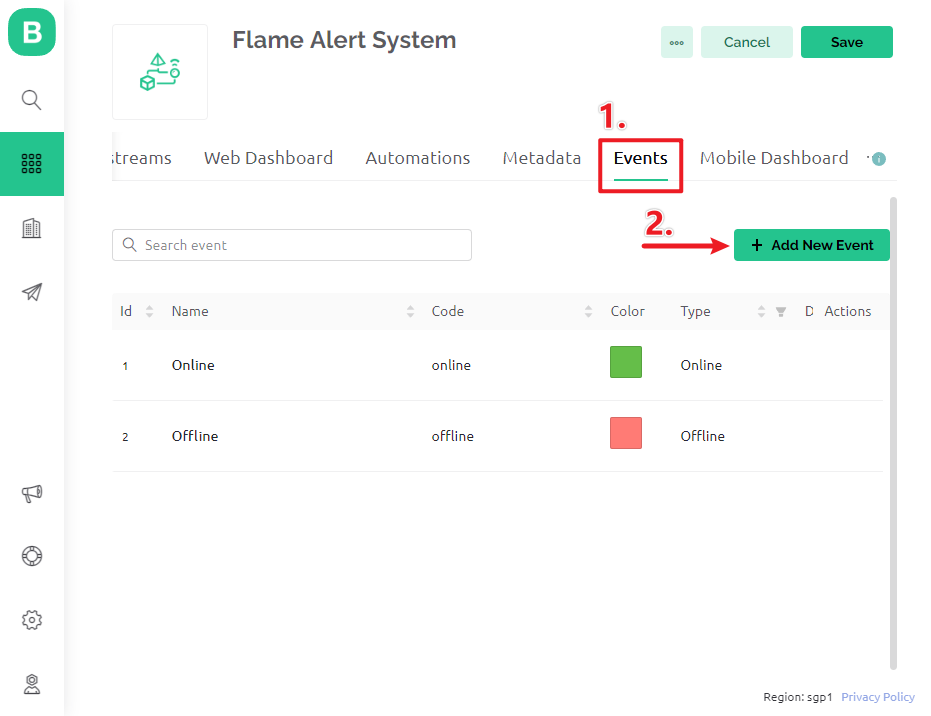 B
Flame Alert System
Cancel
Save
1.
streams
Web Dashboard
Automations
Metadata
Events
Mobile Dashboard
i
2.
Search event
+ Add New Event
Id
Name
Code
Color
Type
D
Actions
1
Online
online
Online
2
Offline
offline
Offline
Region: sgp1
Privacy Policy